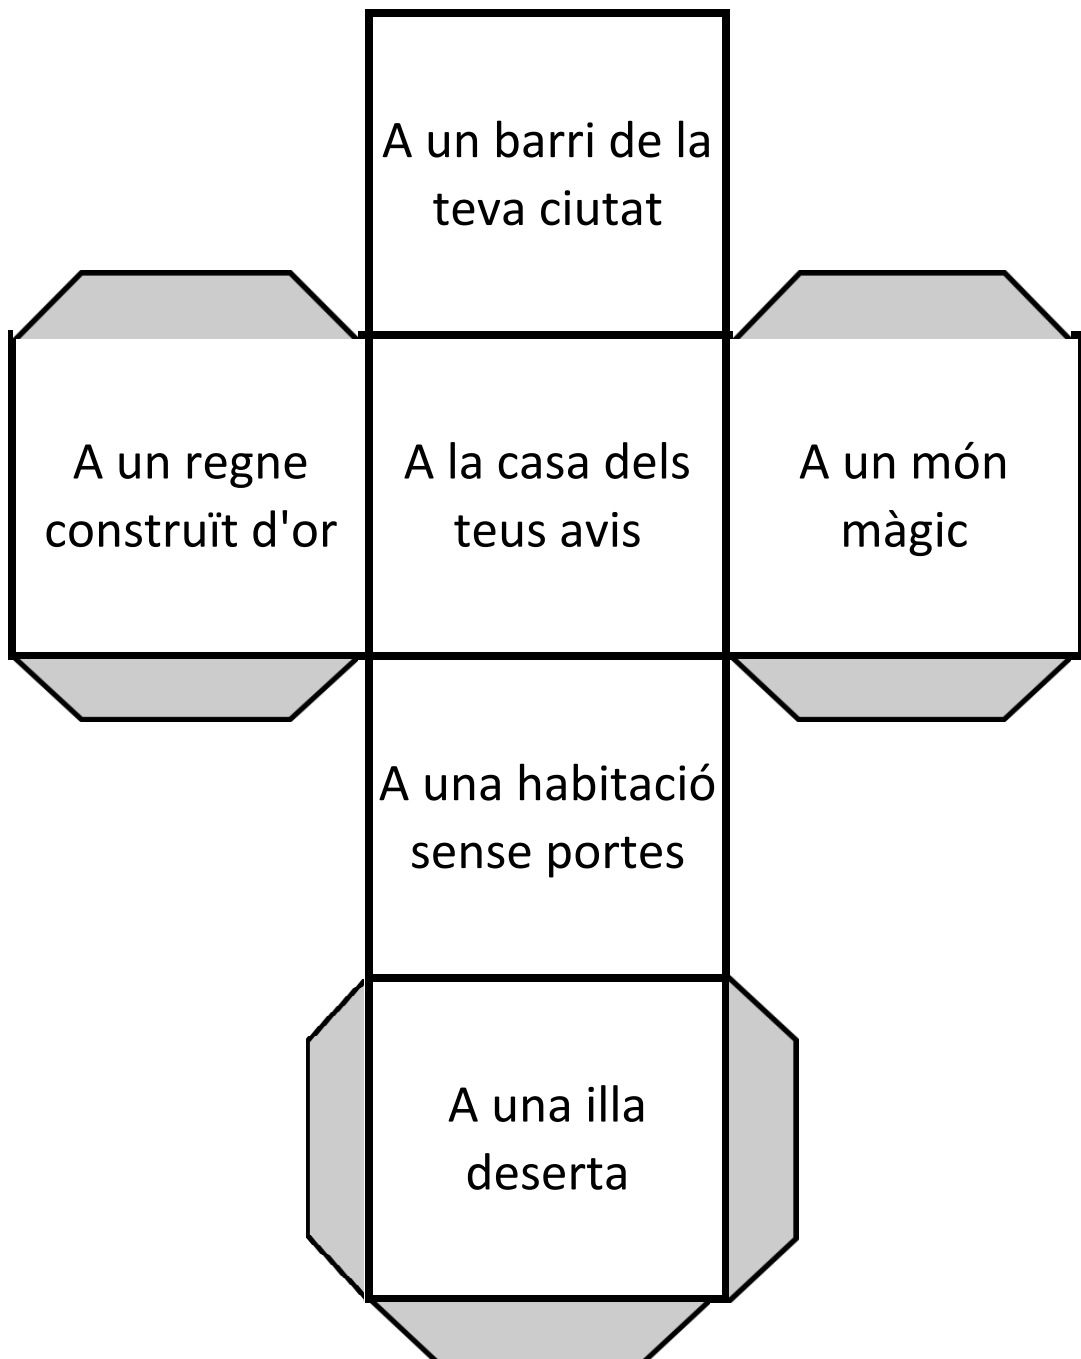 A un barri de la
teva ciutat
A un regne
construït d'or
A la casa dels
teus avis
A un món
màgic
A una habitació
sense portes
A una illa
deserta